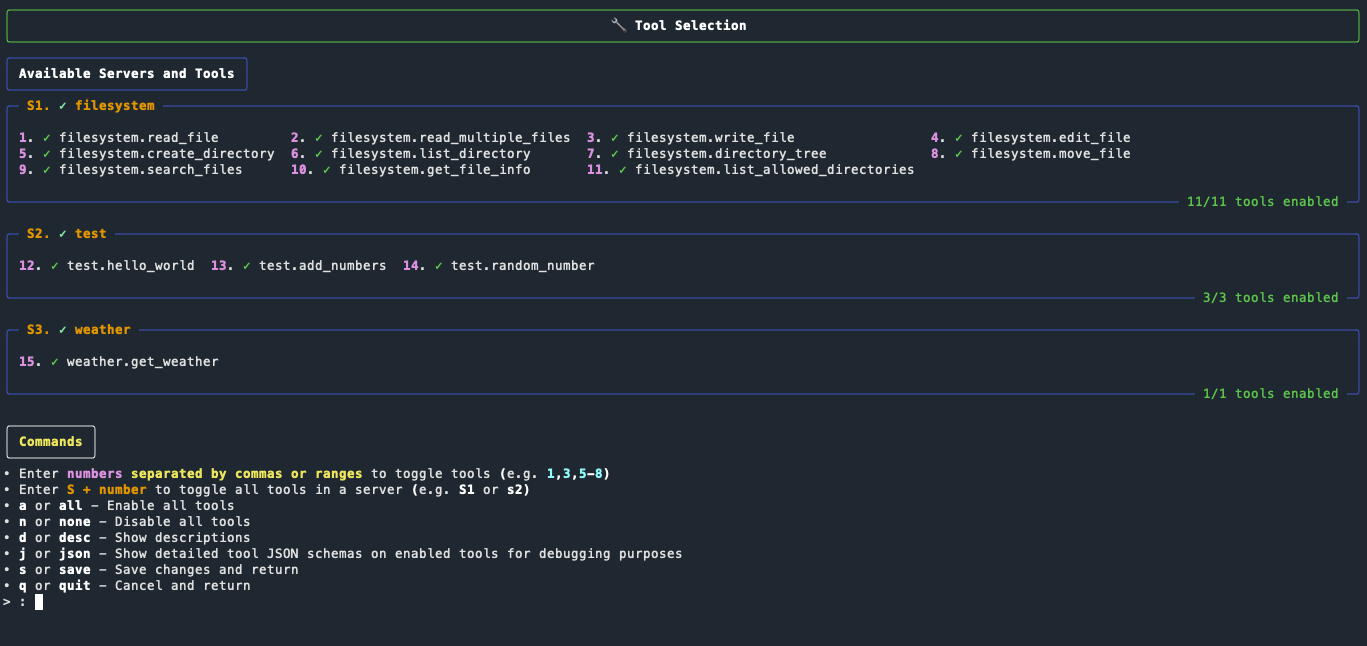 🔧 Tool Selection
Available Servers and Tools
S1. ✓ filesystem
1. ✓ filesystem.read_file 2. ✓ filesystem.read_multiple_files 3. ✓ filesystem.write_file 4. ✓ filesystem.edit_file
5. ✓ filesystem.create_directory 6. ✓ filesystem.list_directory 7. ✓ filesystem.directory_tree 8. ✓ filesystem.move_file
9. ✓ filesystem.search_files 10. ✓ filesystem.get_file_info 11. ✓ filesystem.list_allowed_directories
11/11 tools enabled
S2. ✓ test
12. ✓ test.hello_world 13. ✓ test.add_numbers 14. ✓ test.random_number
3/3 tools enabled
S3. ✓ weather
15. ✓ weather.get_weather
1/1 tools enabled
Commands
• Enter numbers separated by commas or ranges to toggle tools (e.g. 1,3,5-8)
• Enter S + number to toggle all tools in a server (e.g. S1 or s2)
• a or all – Enable all tools
• n or none – Disable all tools
• d or desc – Show descriptions
• j or json – Show detailed tool JSON schemas on enabled tools for debugging purposes
• s or save – Save changes and return
• q or quit – Cancel and return
> :